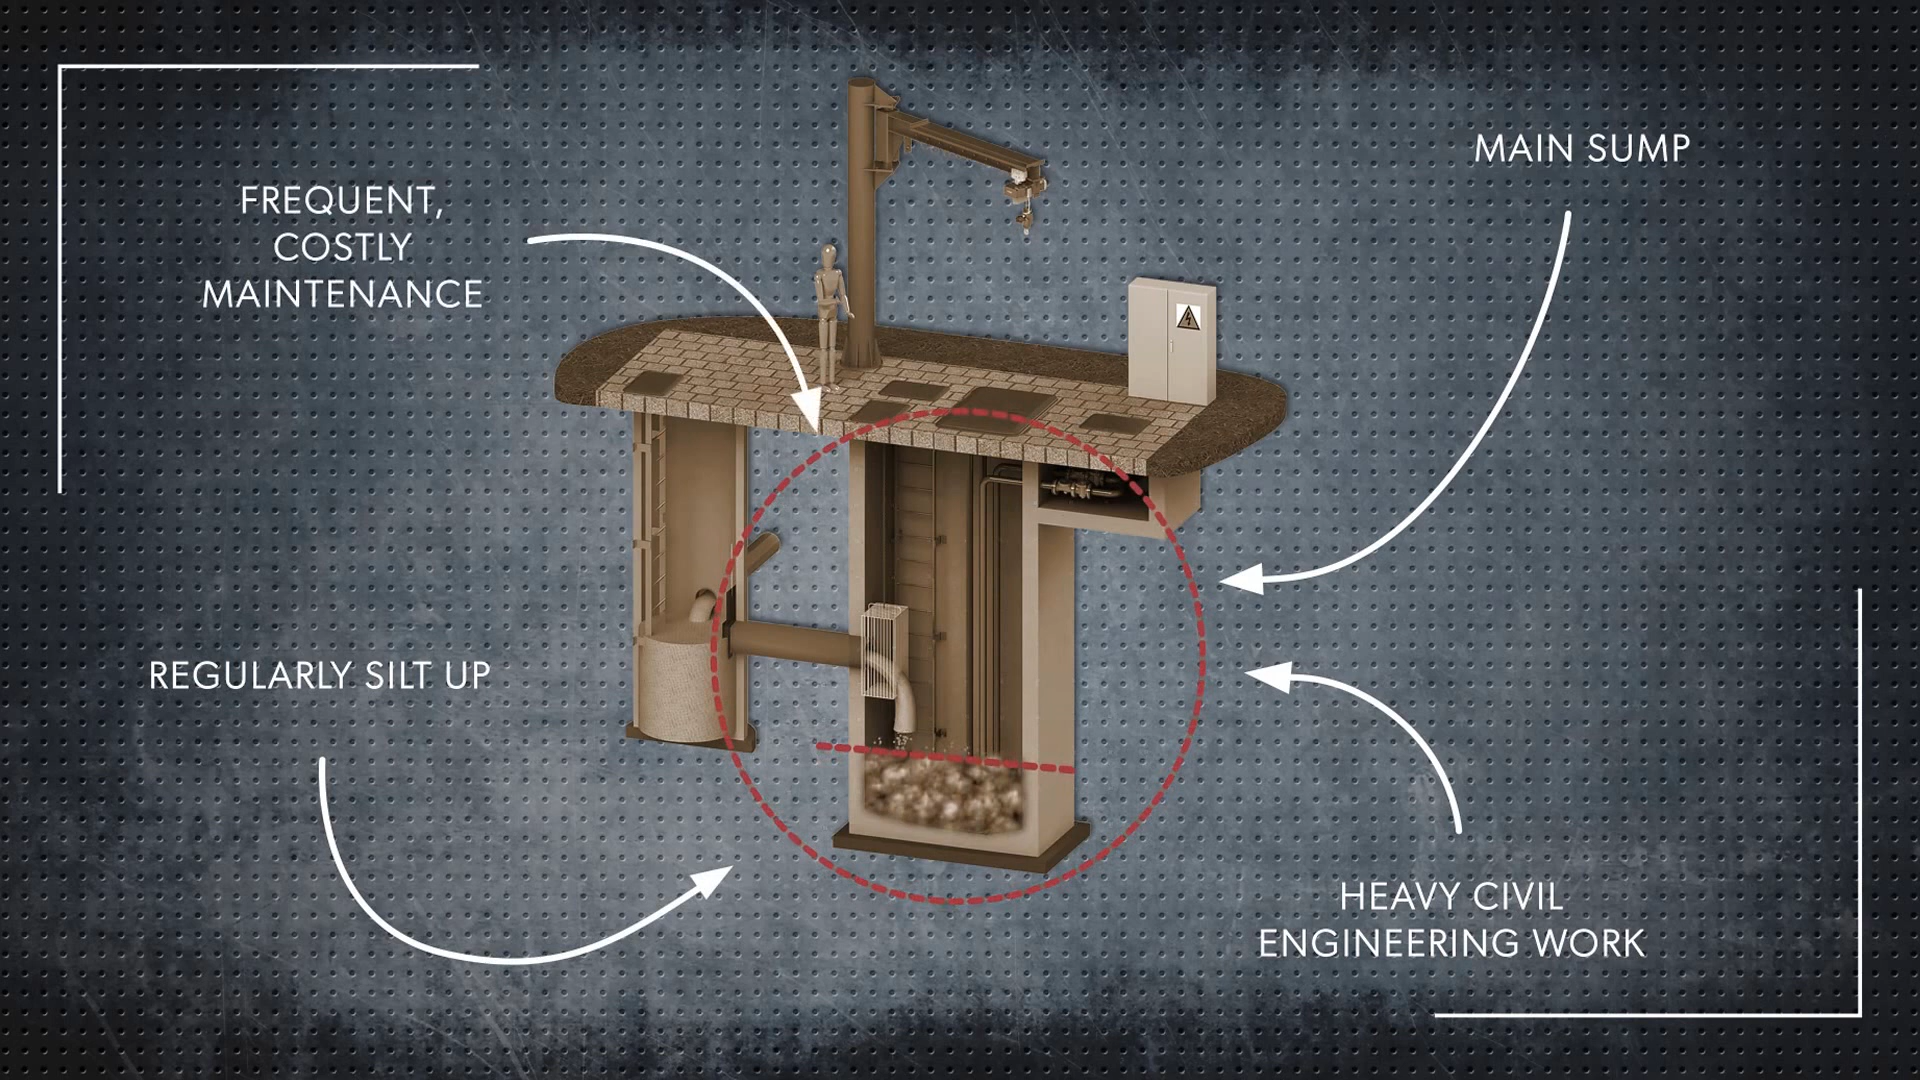 FREQUENT,
COSTLY
MAINTENANCE
MAIN SUMP
REGULARLY SILT UP
HEAVY CIVIL
ENGINEERING WORK